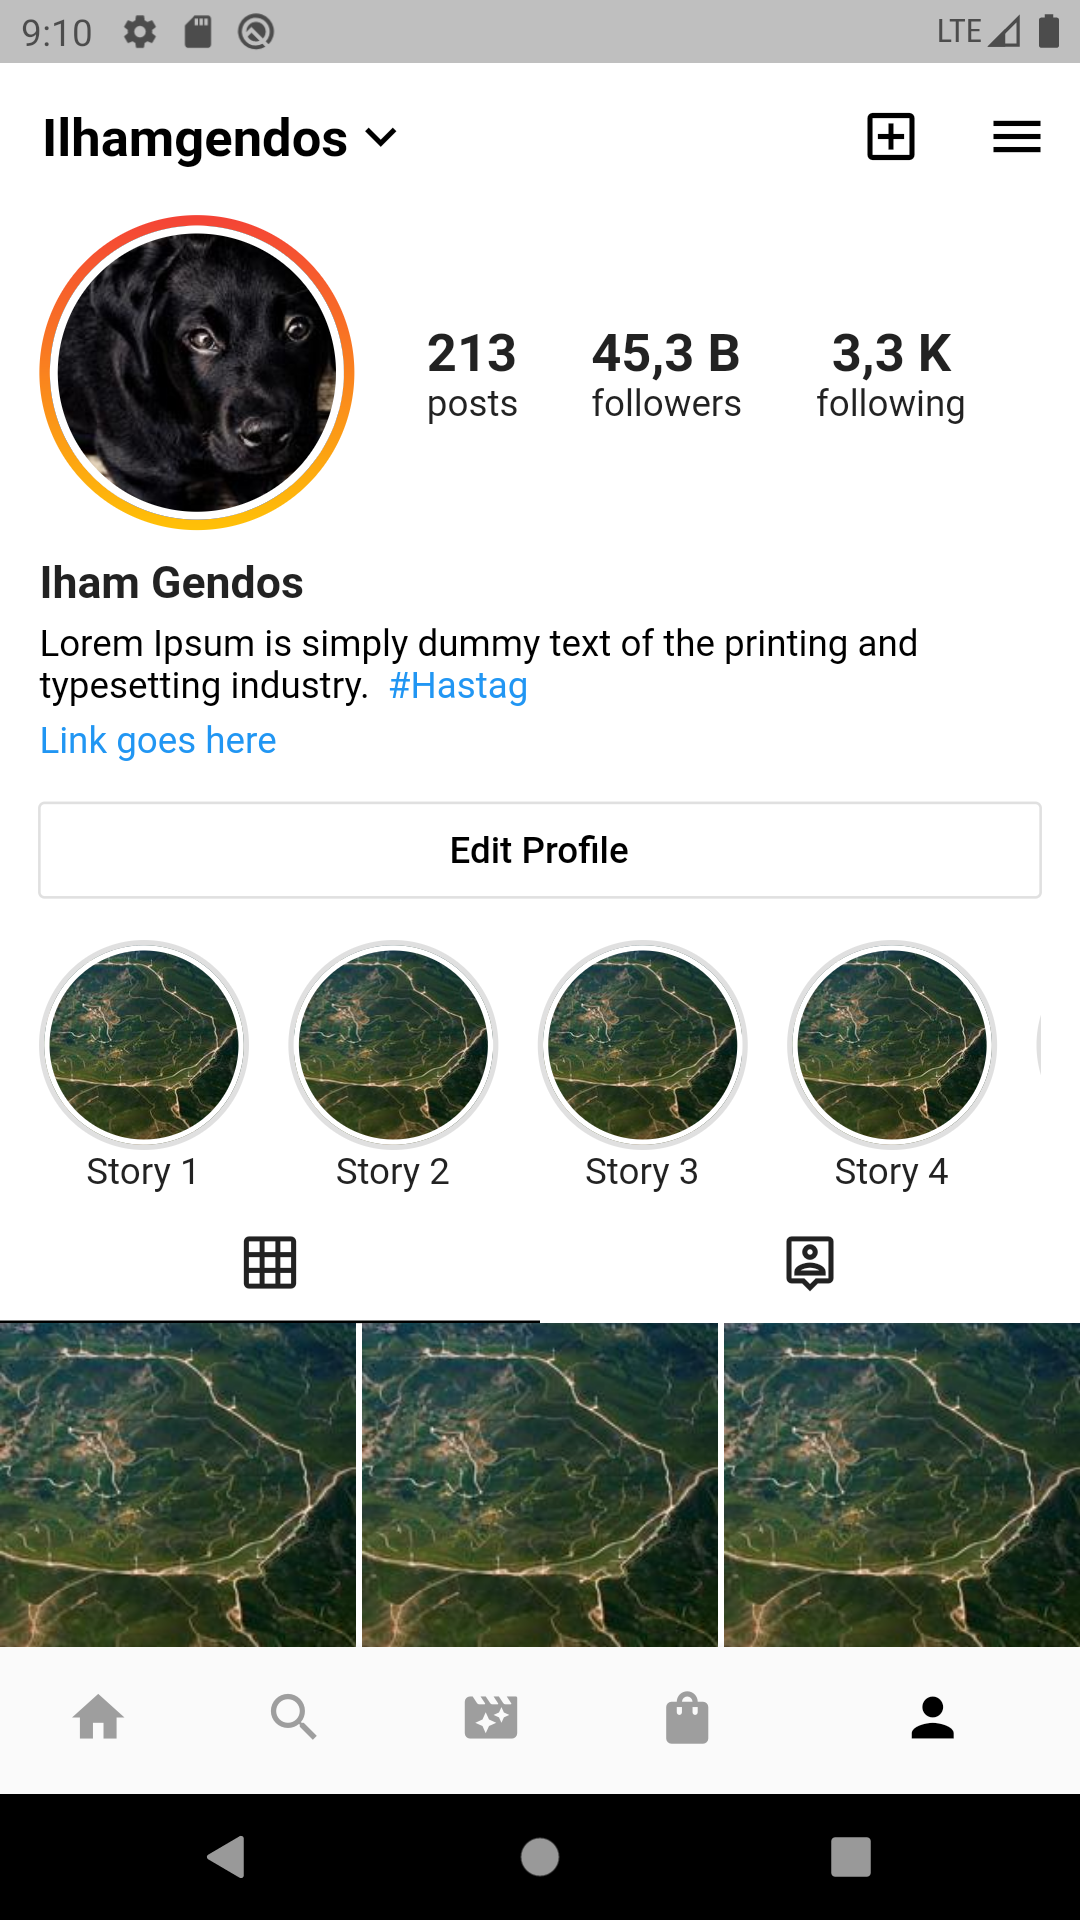 9:10
LTE
Ilhamgendos
213
45,3 B
3,3 K
posts
followers
following
Iham Gendos
Lorem Ipsum is simply dummy text of the printing and
typesetting industry. #Hastag
Link goes here
Edit Profile
Story 1
Story 2
Story 3
Story 4